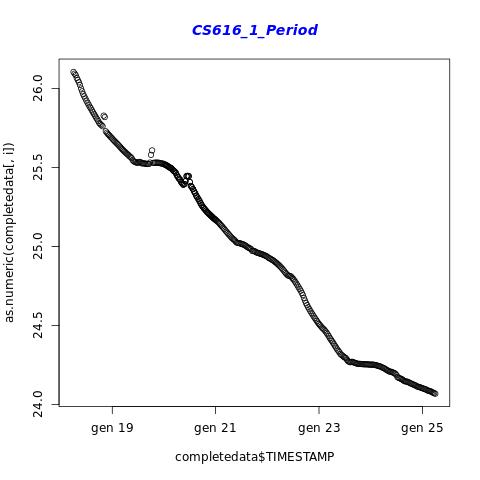 CS616_1_Period
as.numeric(completedata[, i])
26.0
25.5
25.0
24.5
24.0
gen 19
gen 21
gen 23
gen 25
completedata$TIMESTAMP